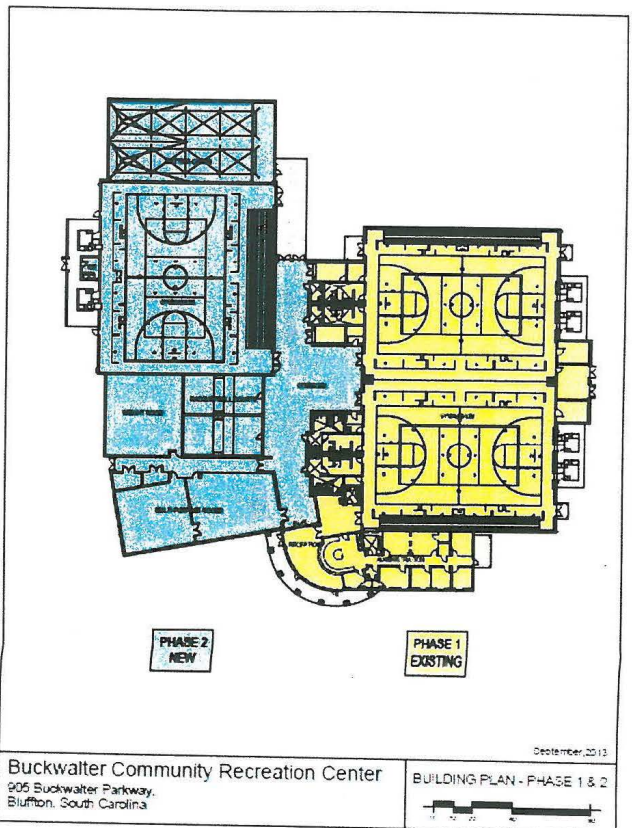 RECEPTION
PHASE 2
NEW
PHASE 1
EXISTING
September, 2013
Buckwalter Community Recreation Center
905 Buckwalter Parkway,
Bluffton, South Carolina
BUILDING PLAN - PHASE 1 & 2